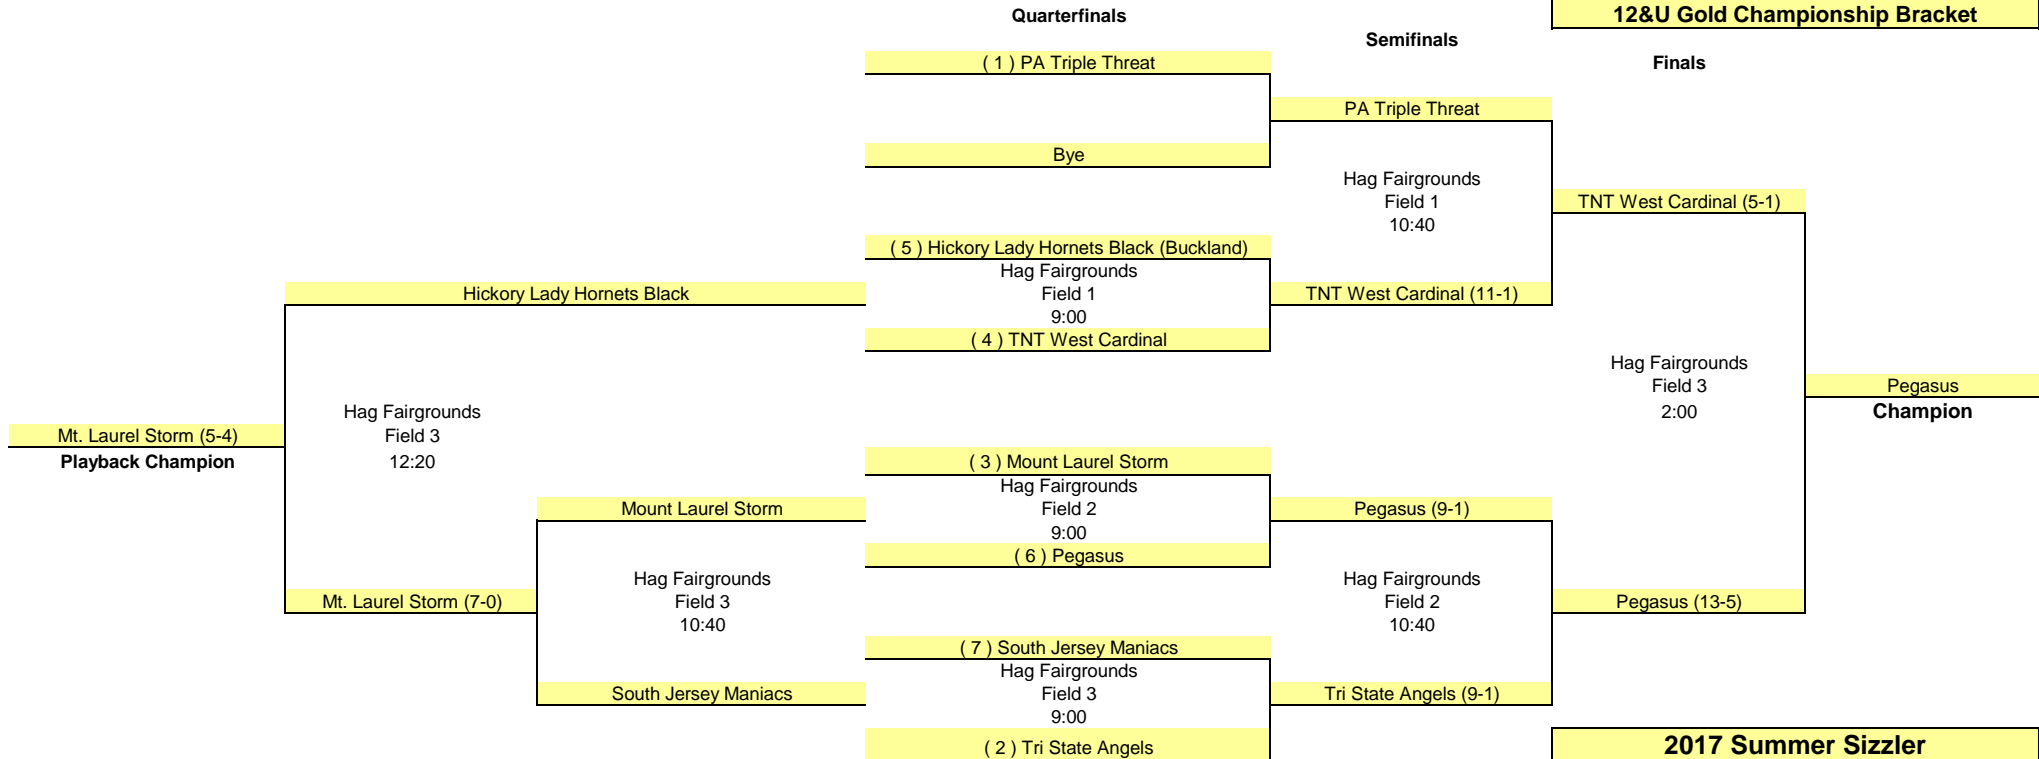 Quarterfinals
12&U Gold Championship Bracket
Semifinals
Finals
( 1 ) PA Triple Threat
PA Triple Threat
Bye
Hag Fairgrounds
Field 1
10:40
TNT West Cardinal (5-1)
( 5 ) Hickory Lady Hornets Black (Buckland)
Hag Fairgrounds
Field 1
9:00
Hickory Lady Hornets Black
TNT West Cardinal (11-1)
( 4 ) TNT West Cardinal
Hag Fairgrounds
Field 3
2:00
Pegasus
Champion
Hag Fairgrounds
Field 3
12:20
Mt. Laurel Storm (5-4)
Playback Champion
( 3 ) Mount Laurel Storm
Hag Fairgrounds
Field 2
9:00
Mount Laurel Storm
Pegasus (9-1)
( 6 ) Pegasus
Hag Fairgrounds
Field 3
10:40
Hag Fairgrounds
Field 2
10:40
Mt. Laurel Storm (7-0)
Pegasus (13-5)
( 7 ) South Jersey Maniacs
Hag Fairgrounds
Field 3
9:00
South Jersey Maniacs
Tri State Angels (9-1)
( 2 ) Tri State Angels
2017 Summer Sizzler